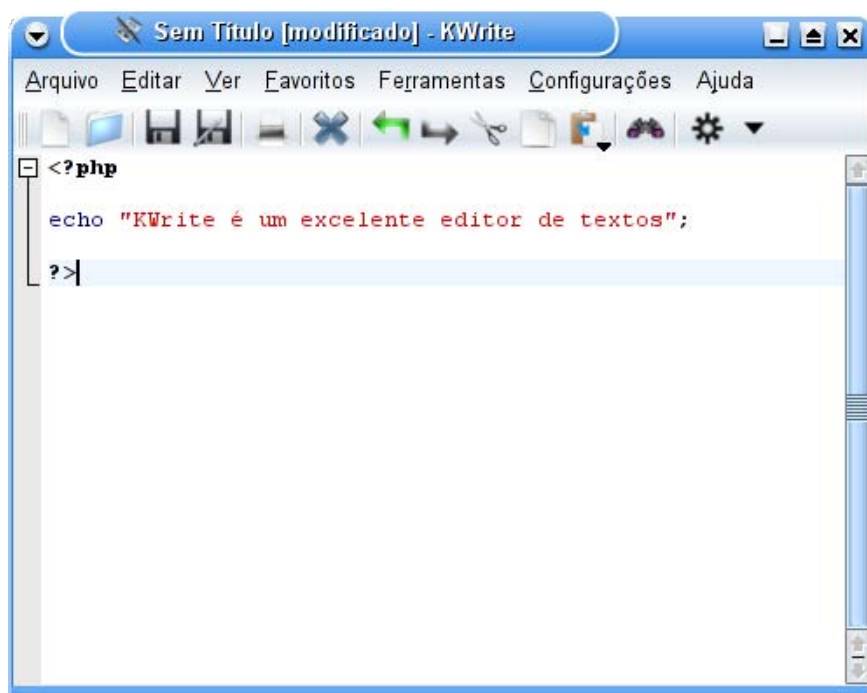 Sem Título [modificado] - KWrite
Arquivo Editar Ver Favoritos Ferramentas Configurações Ajuda
<?php
echo "KWrite é um excelente editor de textos";
?>